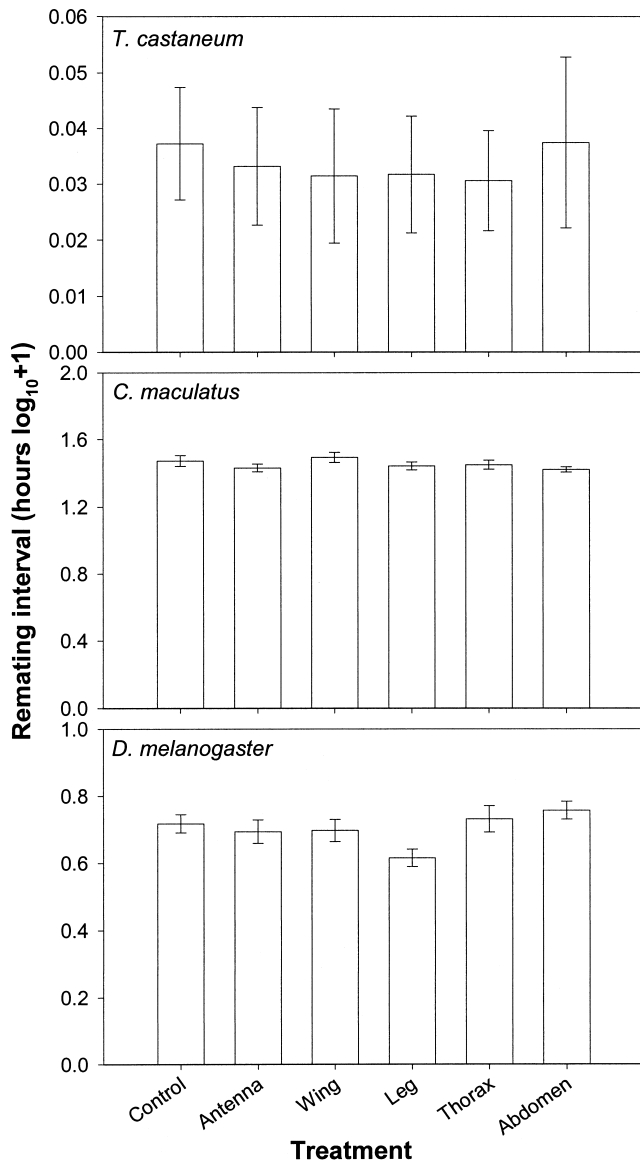 Remating interval (hours log10+1)
T. castaneum
0.06
0.05
0.04
0.03
0.02
0.01
0.00
C. maculatus
2.0
1.6
1.2
0.8
0.4
0.0
D. melanogaster
1.0
0.8
0.6
0.4
0.2
0.0
Control
Antenna
Wing
Leg
Thorax
Abdomen
Treatment